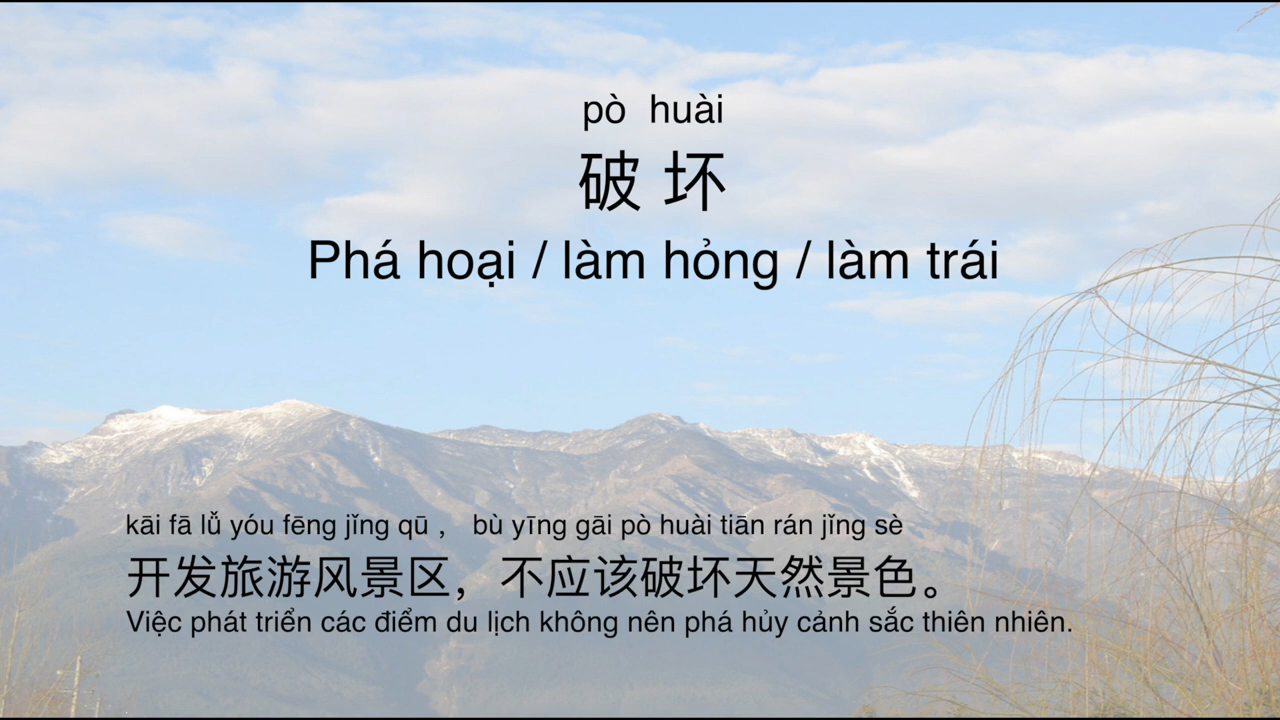 pò huài
破 坏
Phá hoại / làm hỏng / làm trái
kāi fā lǚ yóu fēng jǐng qū ， bù yīng gāi pò huài tiān rán jǐng sè
开发旅游风景区，不应该破坏天然景色。
Việc phát triển các điểm du lịch không nên phá hủy cảnh sắc thiên nhiên.